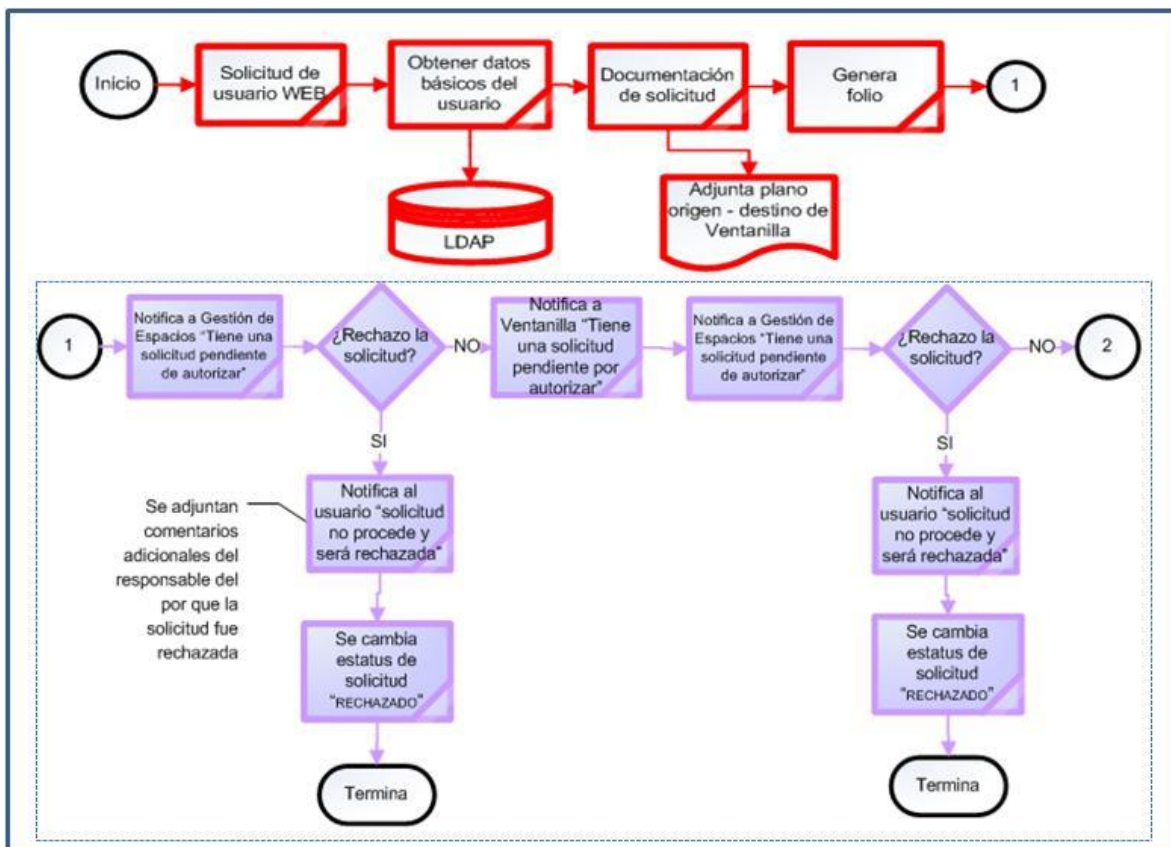 Inicio
Solicitud de
usuario WEB
Obtener datos
básicos del
usuario
Documentación
de solicitud
Genera
folio
1
LDAP
Adjunta plano
origen - destino de
Ventanilla
1
Notifica a Gestión de
Espacios “Tiene una
solicitud pendiente
de autorizar”
¿Rechazo la
solicitud?
NO
Notifica a
Ventanilla “Tiene
una solicitud
pendiente por
autorizar”
Notifica a Gestión de
Espacios “Tiene una
solicitud pendiente
de autorizar”
¿Rechazo la
solicitud?
NO
2
SI
SI
Se adjuntan
comentarios
adicionales del
responsable del
por que la
solicitud fue
rechazada
Notifica al
usuario “solicitud
no procede y
será rechazada”
Notifica al
usuario “solicitud
no procede y
será rechazada”
Se cambia
estatus de
solicitud
“RECHAZADO”
Se cambia
estatus de
solicitud
“RECHAZADO”
Termina
Termina